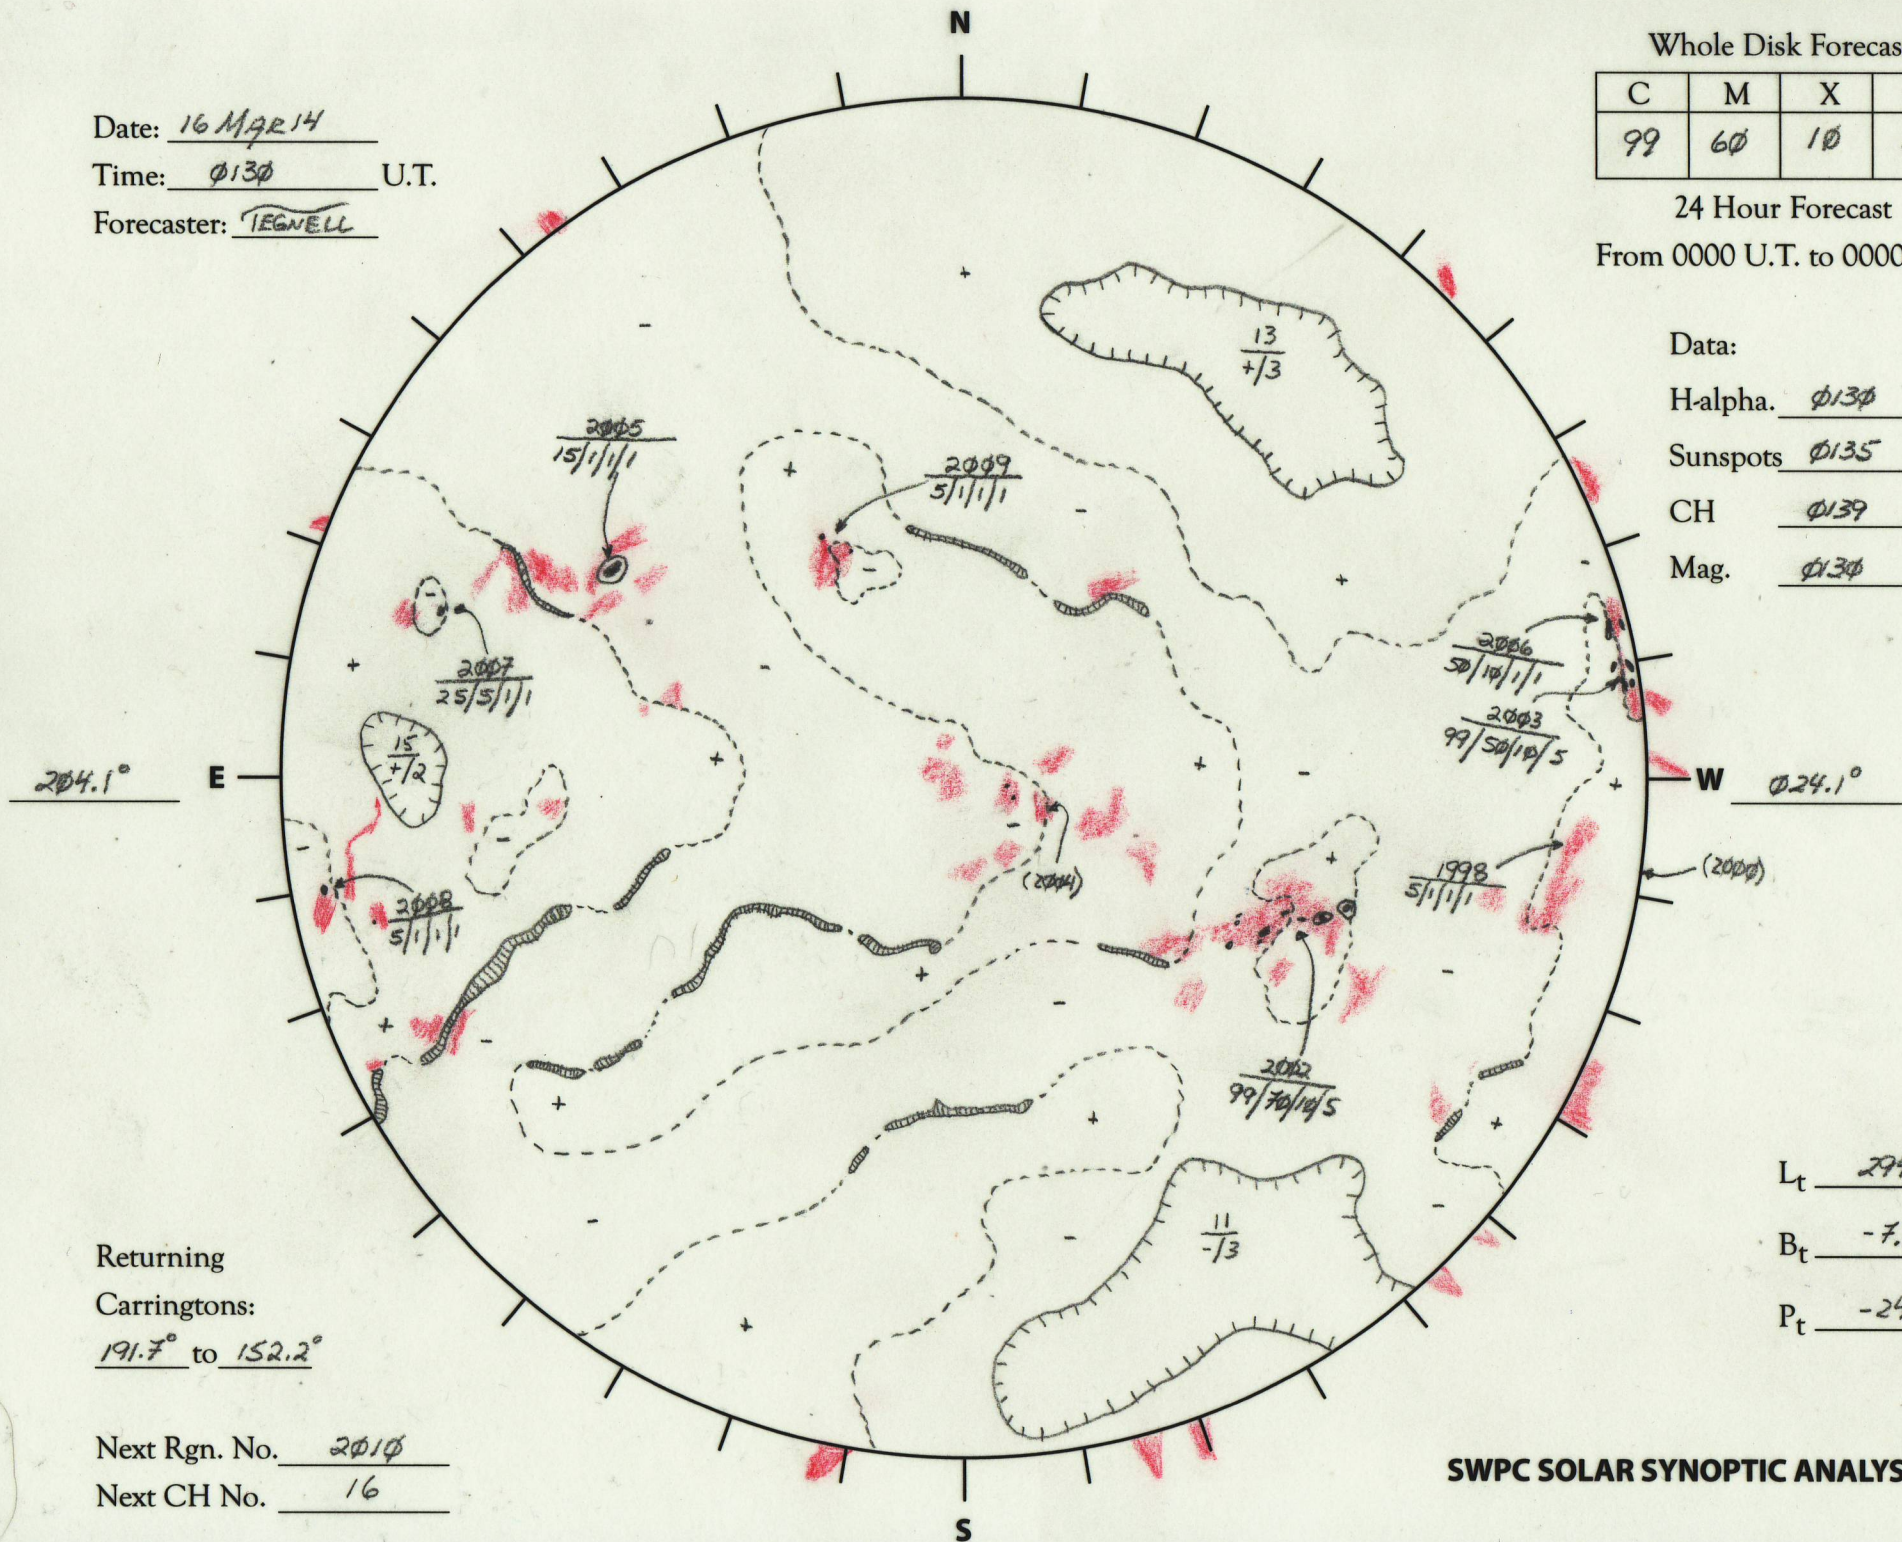 N
Whole Disk Forecas
Date: 16 Mar 14
C M X
99 6Ø 1Ø
Time: Ø13Ø U.T.
Forecaster: TEGNELL
24 Hour Forecast
From 0000 U.T. to 0000
+
-
13
+/3
Data:
H-alpha. Ø13Ø
Sunspots Ø135
CH Ø139
Mag. Ø13Ø
2ØØ5
15/1/1/1
+
2ØØ9
5/1/1/1
-
-
+
-
-
2ØØ7
25/5/1/1
+
-
2ØØ6
5Ø/1Ø/1/1
2ØØ3
99/5Ø/1Ø/5
15
+/2
+
+
-
+
204.1° E
W Ø24.1°
-
-
-
+
(2ØØ4)
1998
5/1/1/1
(2ØØØ)
2ØØ8
5/1/1/1
+
-
-
+
-
2ØØ2
99/7Ø/1Ø/5
+
+
+
-
-
-
11
-/3
+
Lt 29
Bt -7.
Pt -2
Returning
Carringtons:
191.7° to 152.2°
Next Rgn. No. 2Ø1Ø
Next CH No. 16
SWPC SOLAR SYNOPTIC ANALYS
S